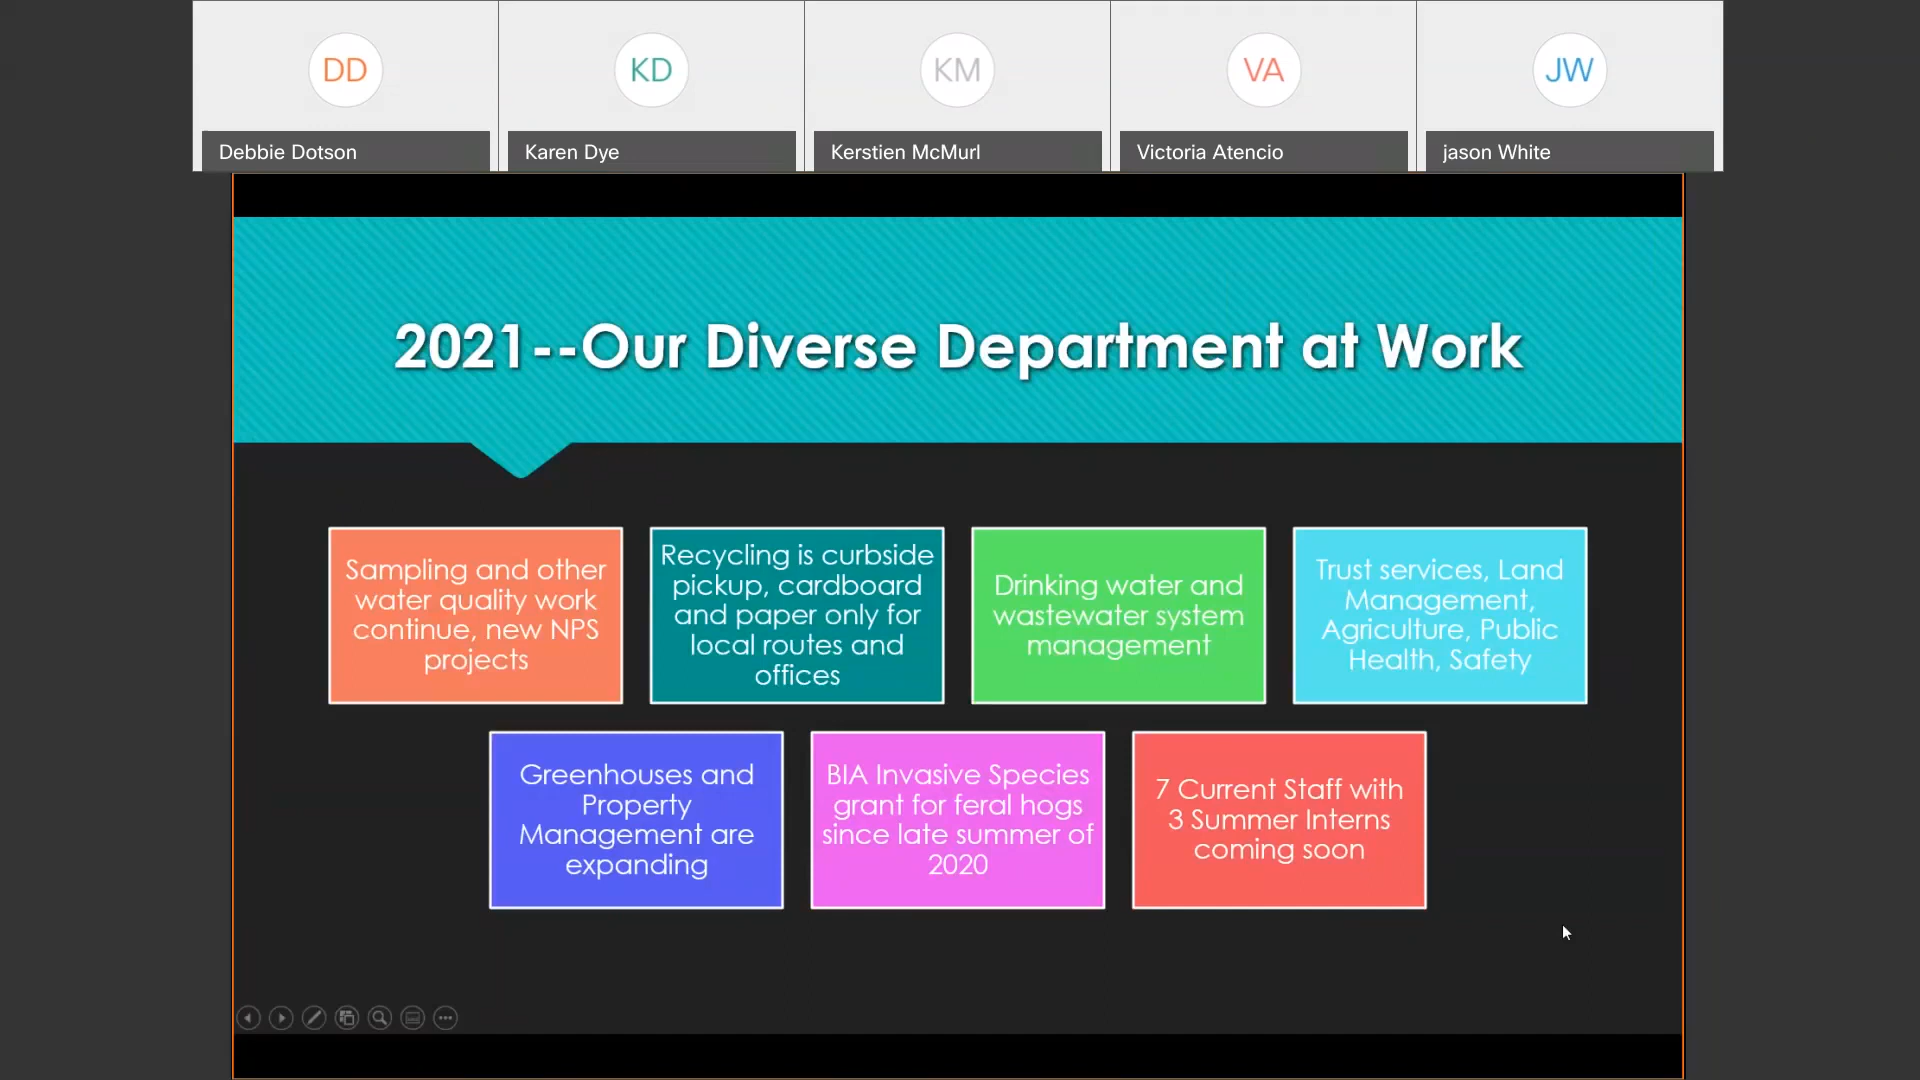 DD
KD
KM
VA
JW
Debbie Dotson
Karen Dye
Kerstien McMurl
Victoria Atencio
jason White
2021--Our Diverse Department at Work
Sampling and other
water quality work
continue, new NPS
projects
Recycling is curbside
pickup, cardboard
and paper only for
local routes and
offices
Drinking water and
wastewater system
management
Trust services, Land
Management,
Agriculture, Public
Health, Safety
Greenhouses and
Property
Management are
expanding
BIA Invasive Species
grant for feral hogs
since late summer of
2020
7 Current Staff with
3 Summer Interns
coming soon